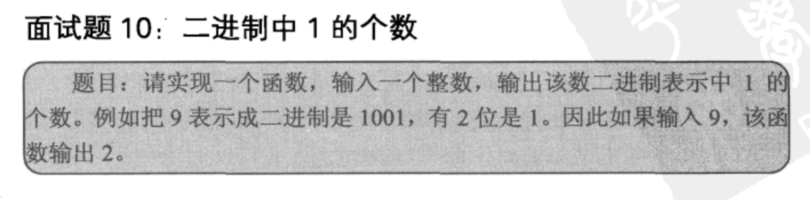 面试题 10：二进制中 1 的个数
题目：请实现一个函数，输入一个整数，输出该数二进制表示中 1 的
个数。例如把 9 表示成二进制是 1001，有 2 位是 1。因此如果输入 9，该函
数输出 2。